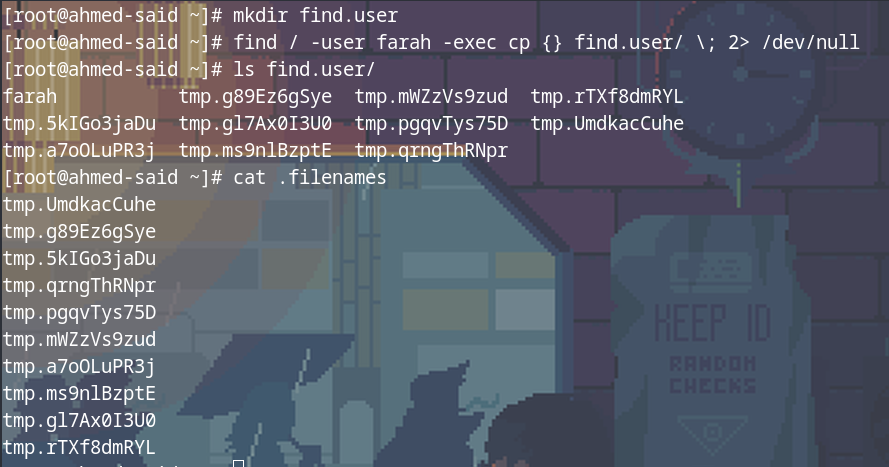 [root@ahmed-said ~]# mkdir find.user
[root@ahmed-said ~]# find / -user farah -exec cp {} find.user/ \; 2> /dev/null
[root@ahmed-said ~]# ls find.user/
farah tmp.g89Ez6gSye tmp.mWZzVs9zud tmp.rTXf8dmRYL
tmp.5kIGo3jaDu tmp.gl7Ax0I3U0 tmp.pgqvTys75D tmp.UmdkacCuhe
tmp.a7oOLuPR3j tmp.ms9nlBzptE tmp.qrngThRNpr
[root@ahmed-said ~]# cat .filenames
tmp.UmdkacCuhe
tmp.g89Ez6gSye
tmp.5kIGo3jaDu
tmp.qrngThRNpr
tmp.pgqvTys75D
tmp.mWZzVs9zud
tmp.a7oOLuPR3j
tmp.ms9nlBzptE
tmp.gl7Ax0I3U0
tmp.rTXf8dmRYL
KEEP ID
RANDOM
CHECKS